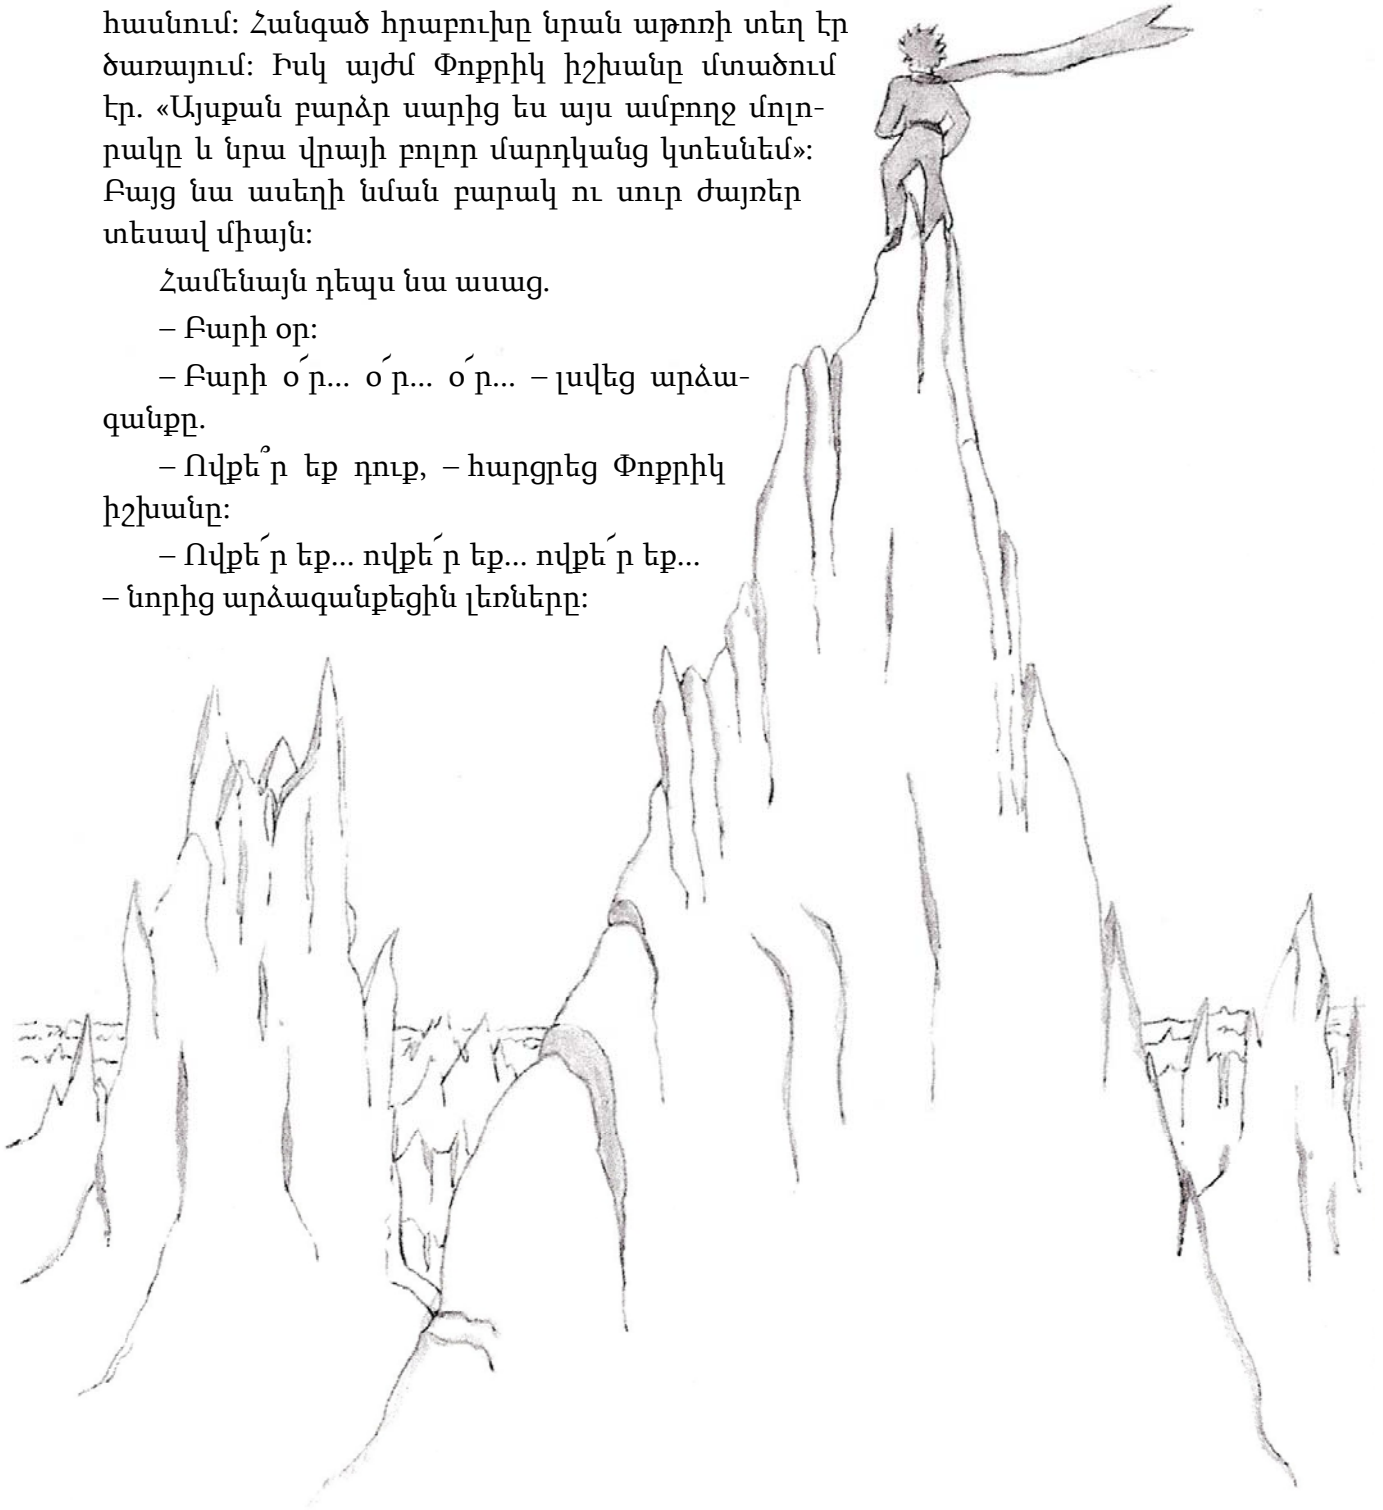 հասնում։ Հանգած հրաբուխը նրան աթոռի տեղ էր
ծառայում։ Իսկ այժմ Փոքրիկ իշխանը մտածում
էր. «Այսքան բարձր սարից ես այս ամբողջ մոլո-
րակը և նրա վրայի բոլոր մարդկանց կտեսնեմ»։
Բայց նա ասեղի նման բարակ ու սուր ժայռեր
տեսավ միայն։
Համենայն դեպս նա ասաց.
– Բարի օր։
– Բարի օ՛ր... օ՛ր... օ՛ր... – լսվեց արձա-
գանքը.
– Ովքե՞ր եք դուք, – հարցրեց Փոքրիկ
իշխանը։
– Ովքե՛ր եք... ովքե՛ր եք... ովքե՛ր եք...
– նորից արձագանքեցին լեռները։